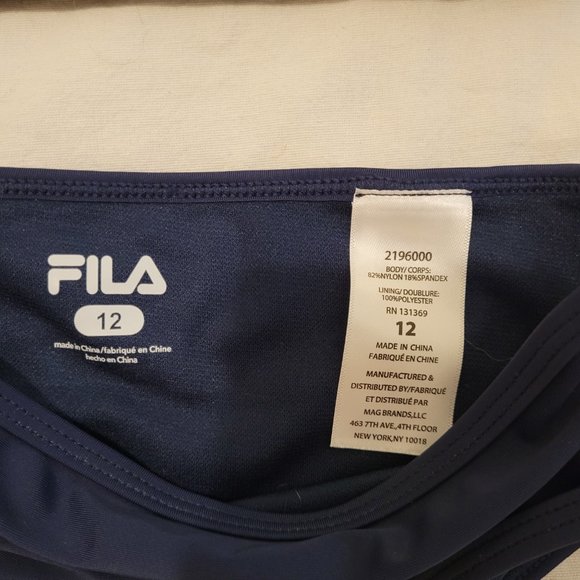 FILA
12
made in China/fabriqué en Chine
hecho en China
2196000
BODY/ CORPS:
82%NYLON 18%SPANDEX
LINING/ DOUBLURE:
100%POLYESTER
RN 131369
12
MADE IN CHINA
FABRIQUÉ EN CHINE
MANUFACTURED &
DISTRIBUTED BY/FABRIQUÉ
ET DISTRIBUÉ PAR
MAG BRANDS,LLC
463 7TH AVE.,4TH FLOOR
NEW YORK,NY 10018